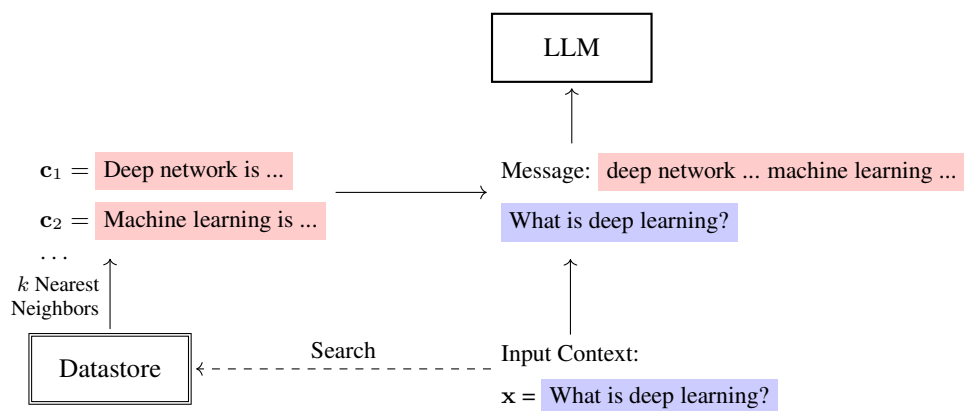 LLM
c₁ = Deep network is ...
c₂ = Machine learning is ...
...
Message: deep network ... machine learning ...
What is deep learning?
k Nearest
Neighbors
Datastore
Search
Input Context:
x = What is deep learning?